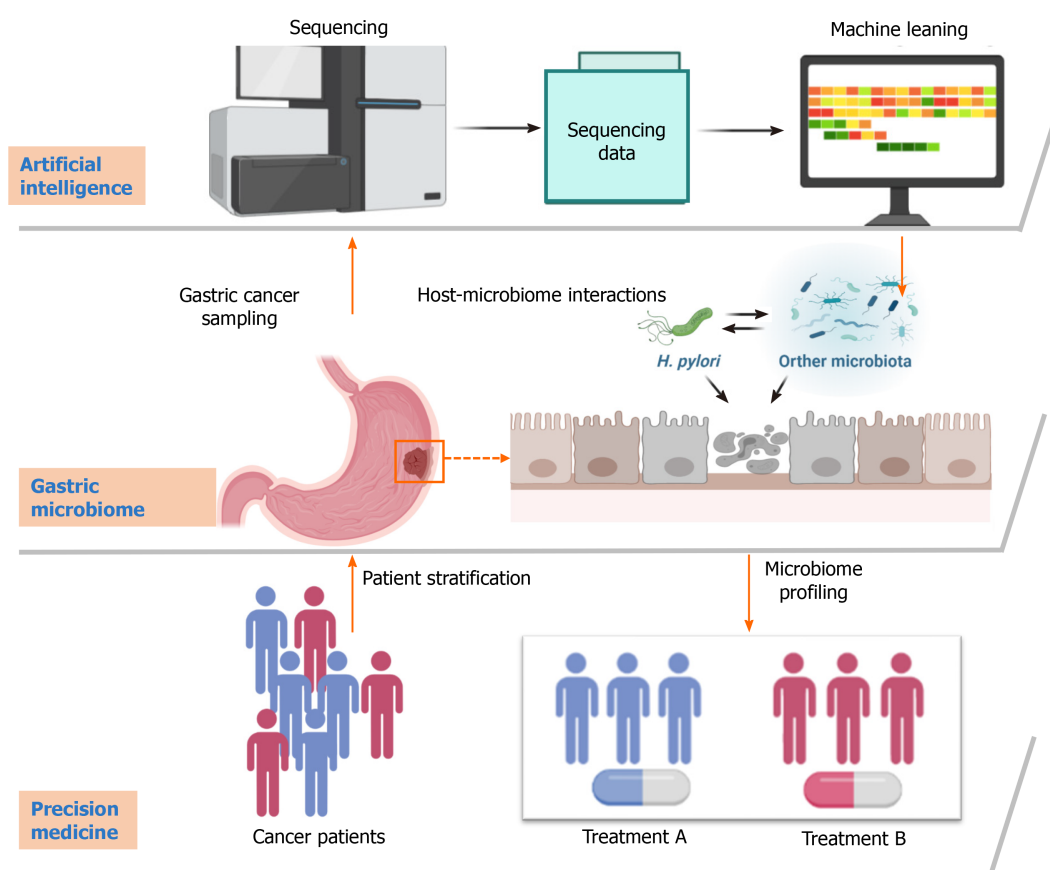 Sequencing
Machine leaning
Sequencing
data
Artificial
intelligence
Gastric cancer
sampling
Host-microbiome interactions
H. pylori
Orther microbiota
Gastric
microbiome
Patient stratification
Microbiome
profiling
Precision
medicine
Cancer patients
Treatment A
Treatment B